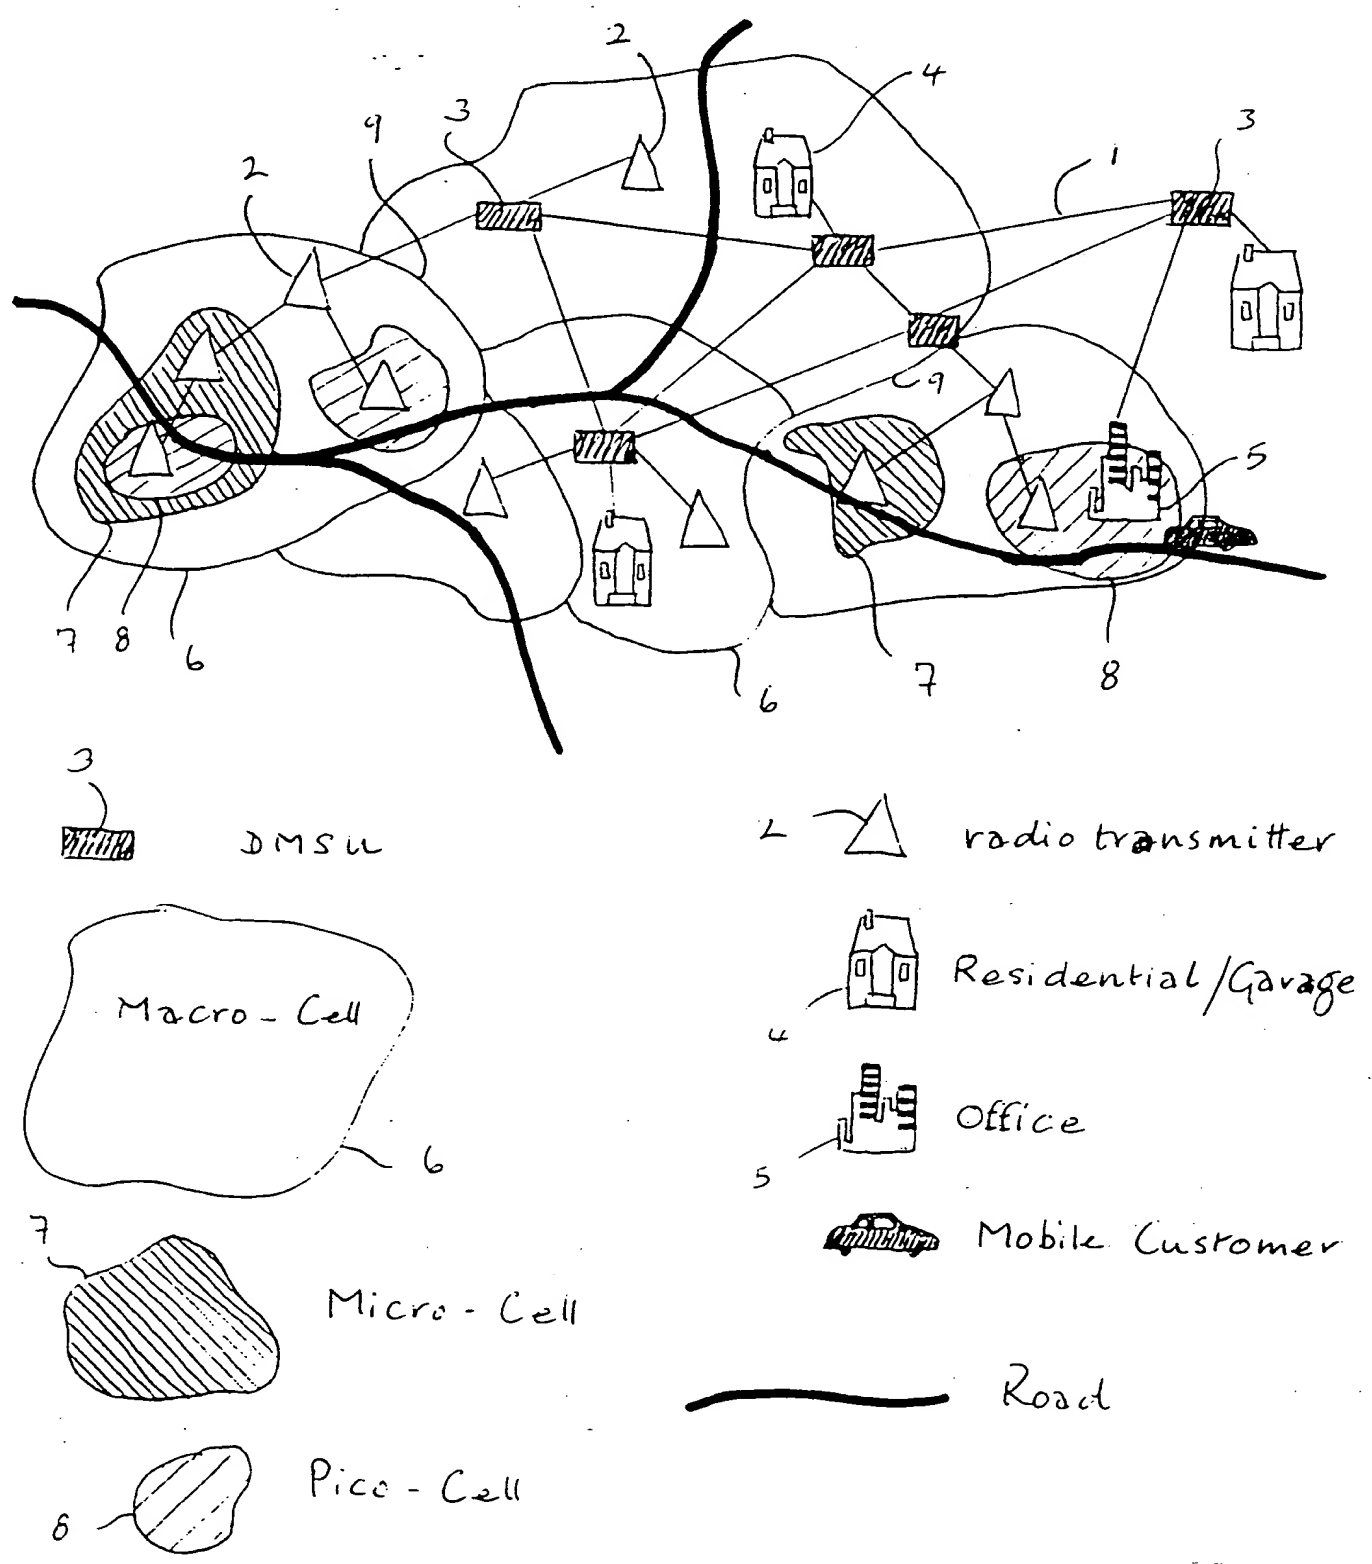 2
4
3
9
3
1
2
9
5
7
8
6
7
8
6
3
DMSU
2
radio transmitter
Residential/Garage
4
Macro-Cell
Office
6
5
7
Mobile Customer
Micro-Cell
Road
Pico-Cell
8